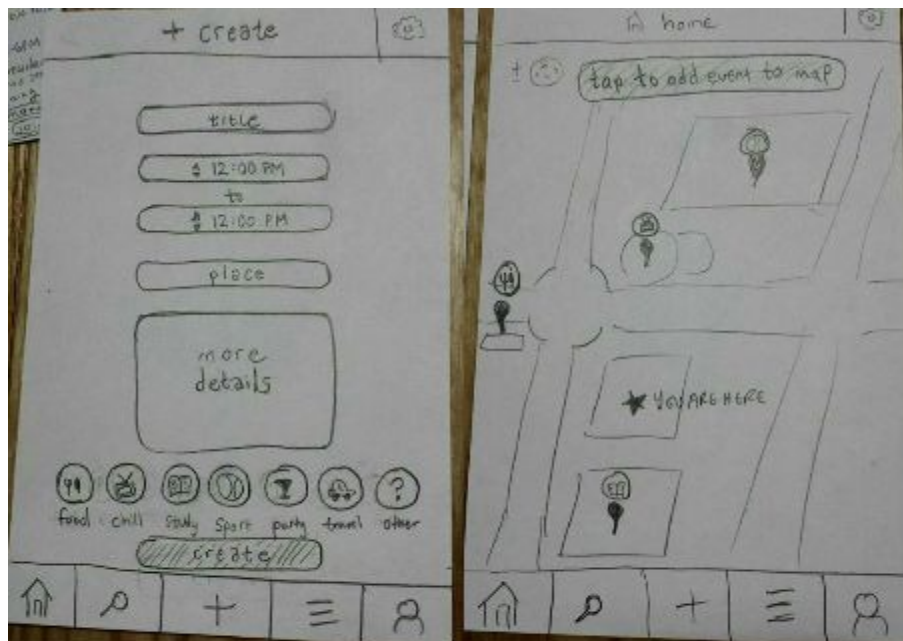 + create
title
12:00 PM
to
12:00 PM
place
more
details
food chill study sport party travel other
create
home
tap to add event to map
YOU ARE HERE